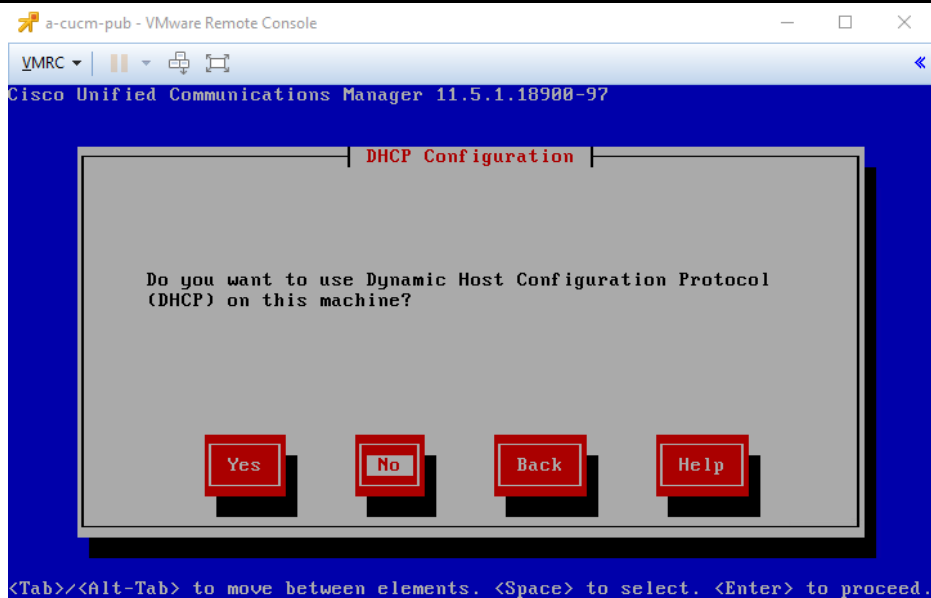 a-cucm-pub - VMware Remote Console
VMRC
Cisco Unified Communications Manager 11.5.1.18900-97
DHCP Configuration
Do you want to use Dynamic Host Configuration Protocol
(DHCP) on this machine?
Yes No Back Help
<Tab>/<Alt-Tab> to move between elements. <Space> to select. <Enter> to proceed.